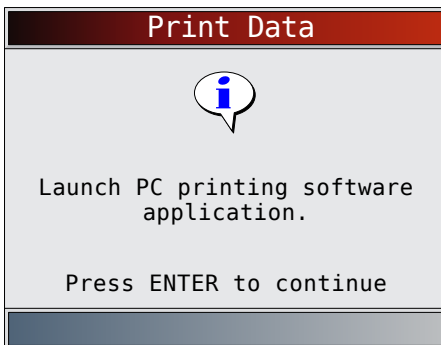 Print Data
i
Launch PC printing software
application.
Press ENTER to continue